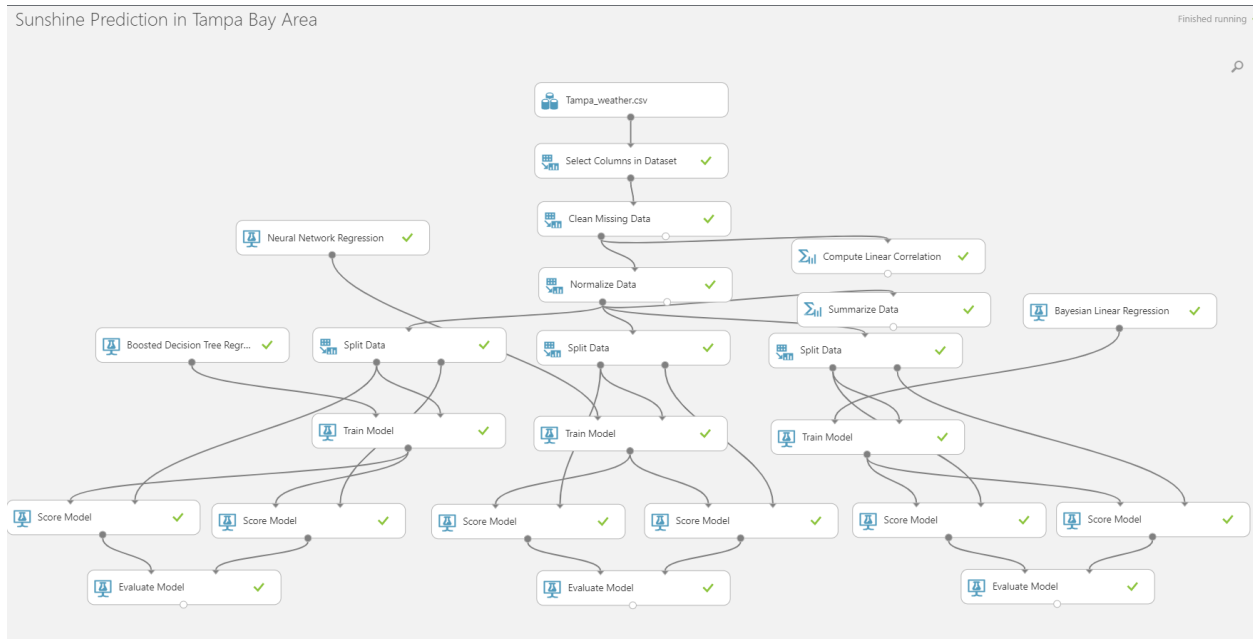 Sunshine Prediction in Tampa Bay Area
Finished running
Tampa_weather.csv
Select Columns in Dataset
Clean Missing Data
Neural Network Regression
Compute Linear Correlation
Normalize Data
Summarize Data
Bayesian Linear Regression
Boosted Decision Tree Regr...
Split Data
Split Data
Split Data
Train Model
Train Model
Train Model
Score Model
Score Model
Score Model
Score Model
Score Model
Score Model
Evaluate Model
Evaluate Model
Evaluate Model